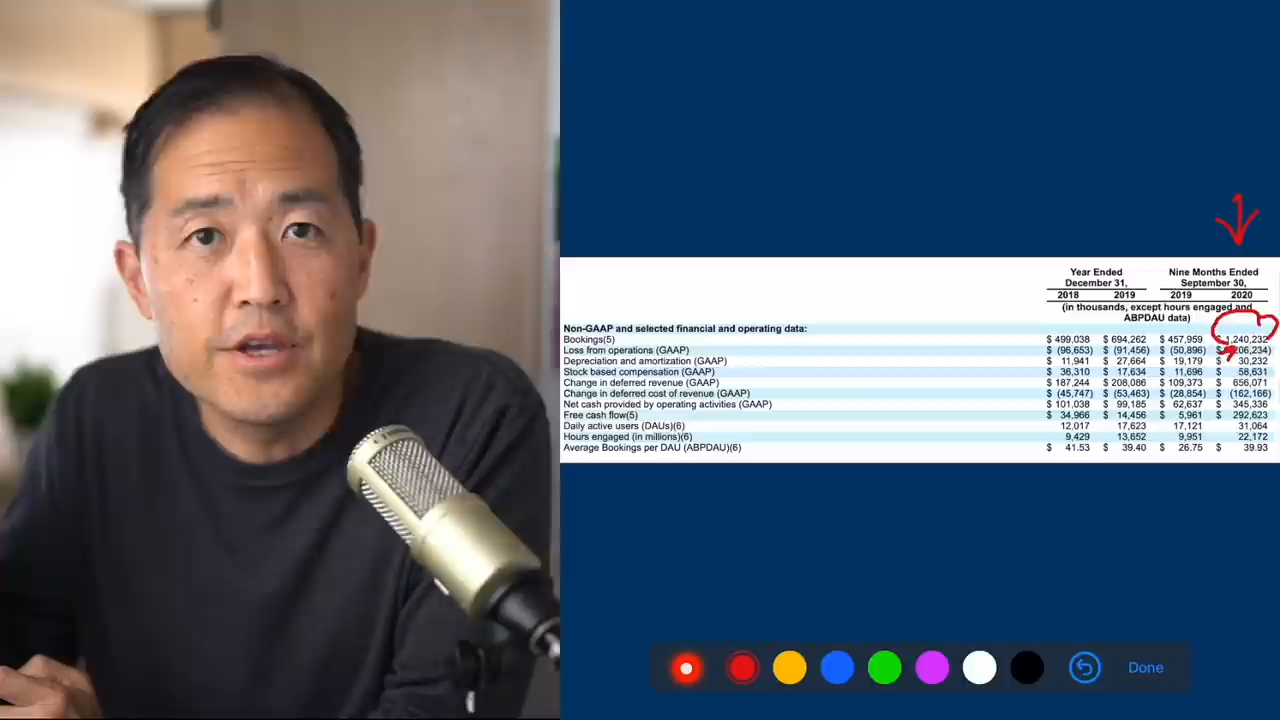 Year Ended Nine Months Ended
December 31, September 30,
2018 2019 2019 2020
(in thousands, except hours engaged and
ABPDAU data)
Non-GAAP and selected financial and operating data:
Bookings(5) $ 499,038 $ 694,262 $ 457,959 $ 1,240,232
Loss from operations (GAAP) $ (96,653) $ (91,456) $ (50,896) $ (206,234)
Depreciation and amortization (GAAP) $ 11,941 $ 27,664 $ 19,179 $ 30,232
Stock based compensation (GAAP) $ 36,310 $ 17,634 $ 11,696 $ 58,631
Change in deferred revenue (GAAP) $ 187,244 $ 208,086 $ 109,373 $ 656,071
Change in deferred cost of revenue (GAAP) $ (45,747) $ (53,463) $ (28,854) $ (162,166)
Net cash provided by operating activities (GAAP) $ 101,038 $ 99,185 $ 62,637 $ 345,336
Free cash flow(5) $ 34,966 $ 14,456 $ 5,961 $ 292,623
Daily active users (DAUs)(6) 12,017 17,623 17,121 31,064
Hours engaged (in millions)(6) 9,429 13,652 9,951 22,172
Average Bookings per DAU (ABPDAU)(6) $ 41.53 $ 39.40 $ 26.75 $ 39.93
Done